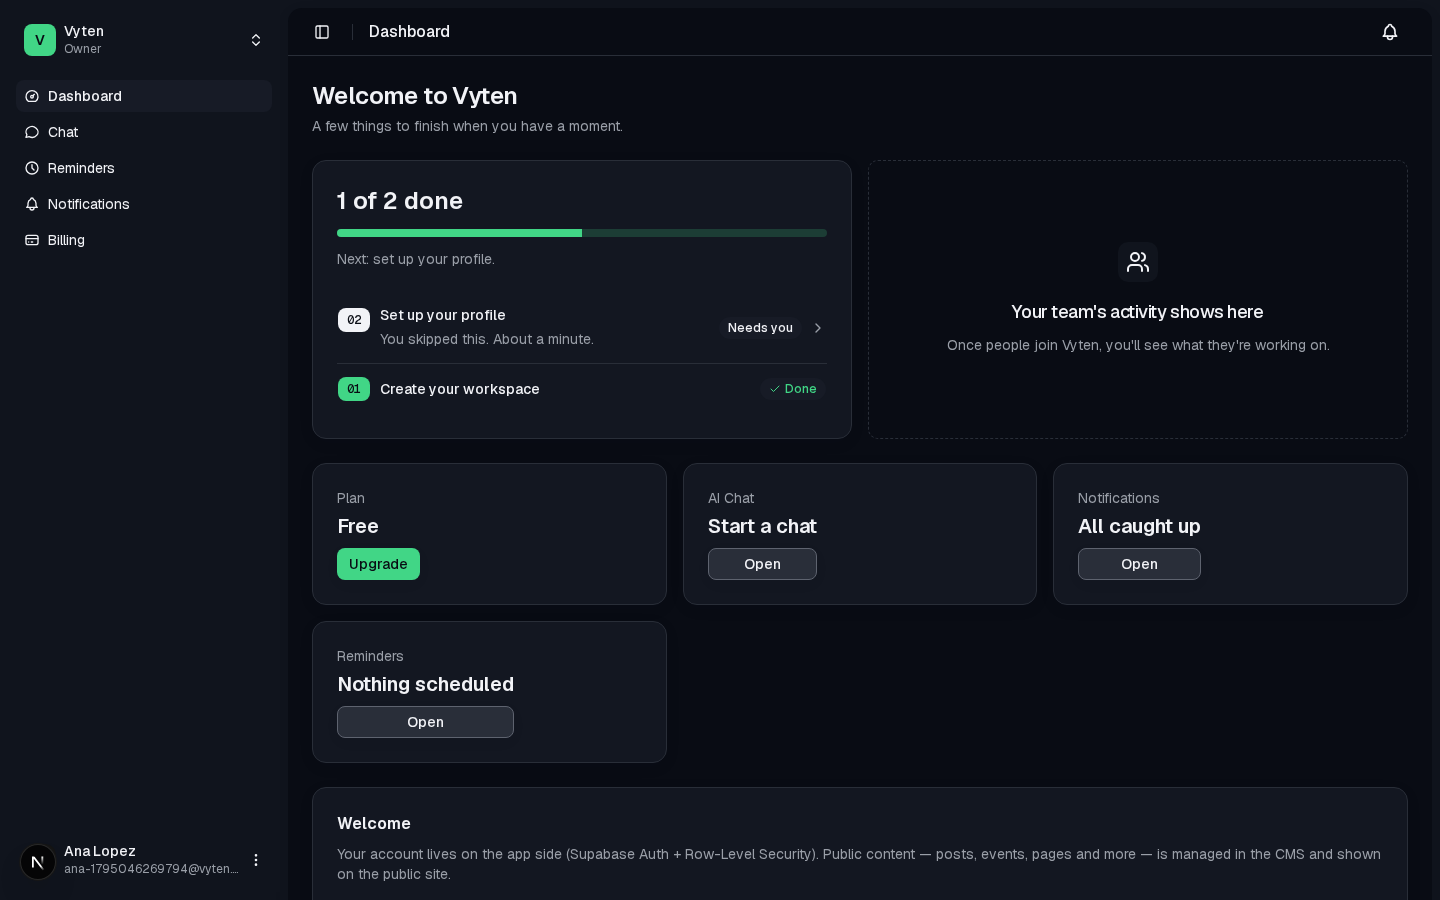 V
Vyten
Owner
Dashboard
Chat
Reminders
Notifications
Billing
Ana Lopez
ana-1795046269794@vyten...
Dashboard
Welcome to Vyten
A few things to finish when you have a moment.
1 of 2 done
Next: set up your profile.
02
Set up your profile
You skipped this. About a minute.
Needs you
01
Create your workspace
Done
Your team's activity shows here
Once people join Vyten, you'll see what they're working on.
Plan
Free
Upgrade
AI Chat
Start a chat
Open
Notifications
All caught up
Open
Reminders
Nothing scheduled
Open
Welcome
Your account lives on the app side (Supabase Auth + Row-Level Security). Public content — posts, events, pages and more — is managed in the CMS and shown
on the public site.